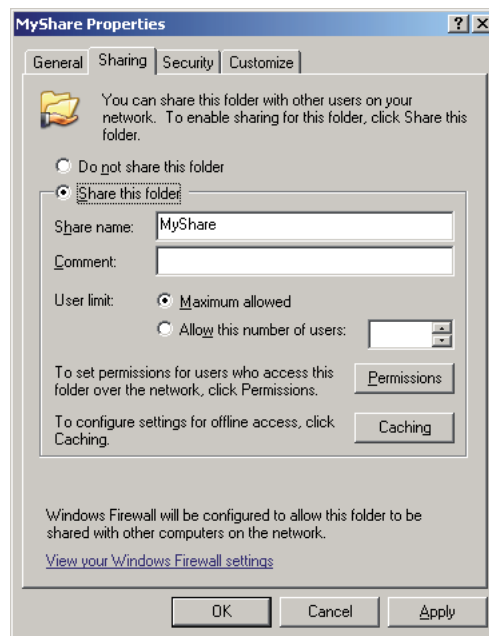 MyShare Properties
General Sharing Security Customize
You can share this folder with other users on your
network. To enable sharing for this folder, click Share this
folder.
Do not share this folder
Share this folder
Share name: MyShare
Comment:
User limit: Maximum allowed
Allow this number of users:
To set permissions for users who access this
folder over the network, click Permissions.
Permissions
To configure settings for offline access, click
Caching.
Caching
Windows Firewall will be configured to allow this folder to be
shared with other computers on the network.
View your Windows Firewall settings
OK Cancel Apply